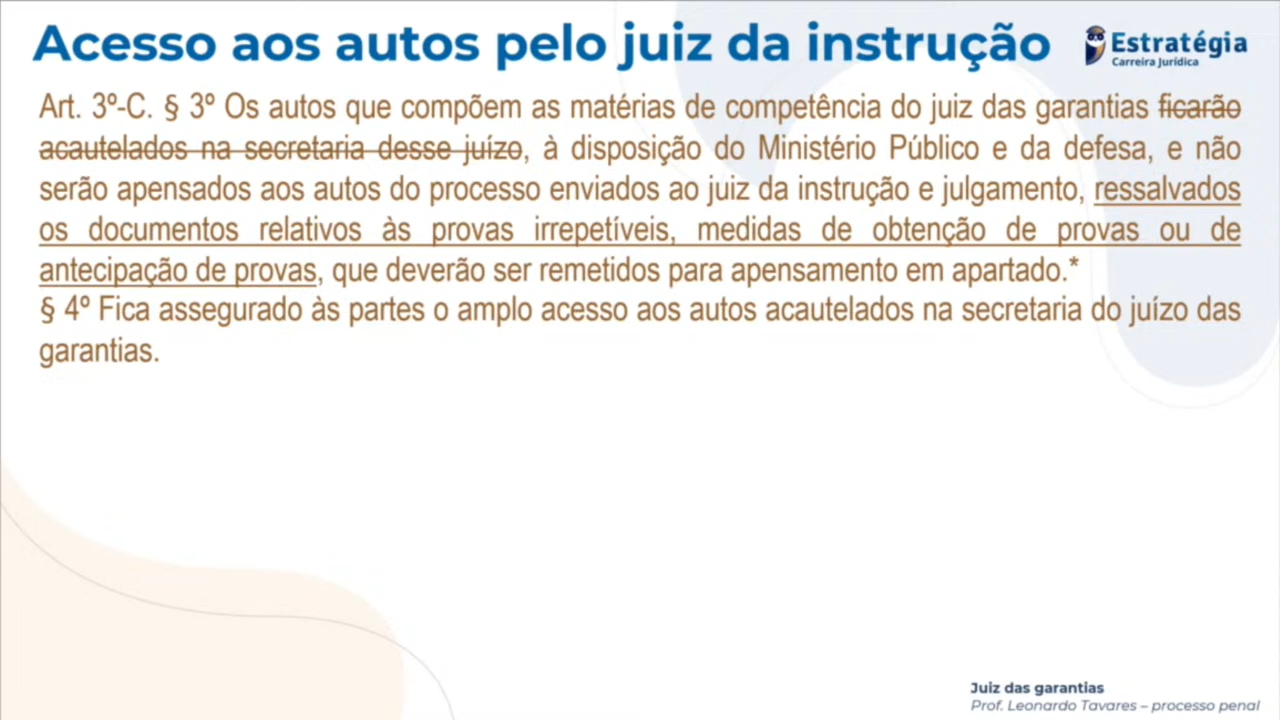 Acesso aos autos pelo juiz da instrução
Estratégia
Carreira Jurídica
Art. 3º-C. § 3º Os autos que compõem as matérias de competência do juiz das garantias ficarão
acautelados na secretaria desse juízo, à disposição do Ministério Público e da defesa, e não
serão apensados aos autos do processo enviados ao juiz da instrução e julgamento, ressalvados
os documentos relativos às provas irrepetíveis, medidas de obtenção de provas ou de
antecipação de provas, que deverão ser remetidos para apensamento em apartado.*
§ 4º Fica assegurado às partes o amplo acesso aos autos acautelados na secretaria do juízo das
garantias.
Juiz das garantias
Prof. Leonardo Tavares – processo penal